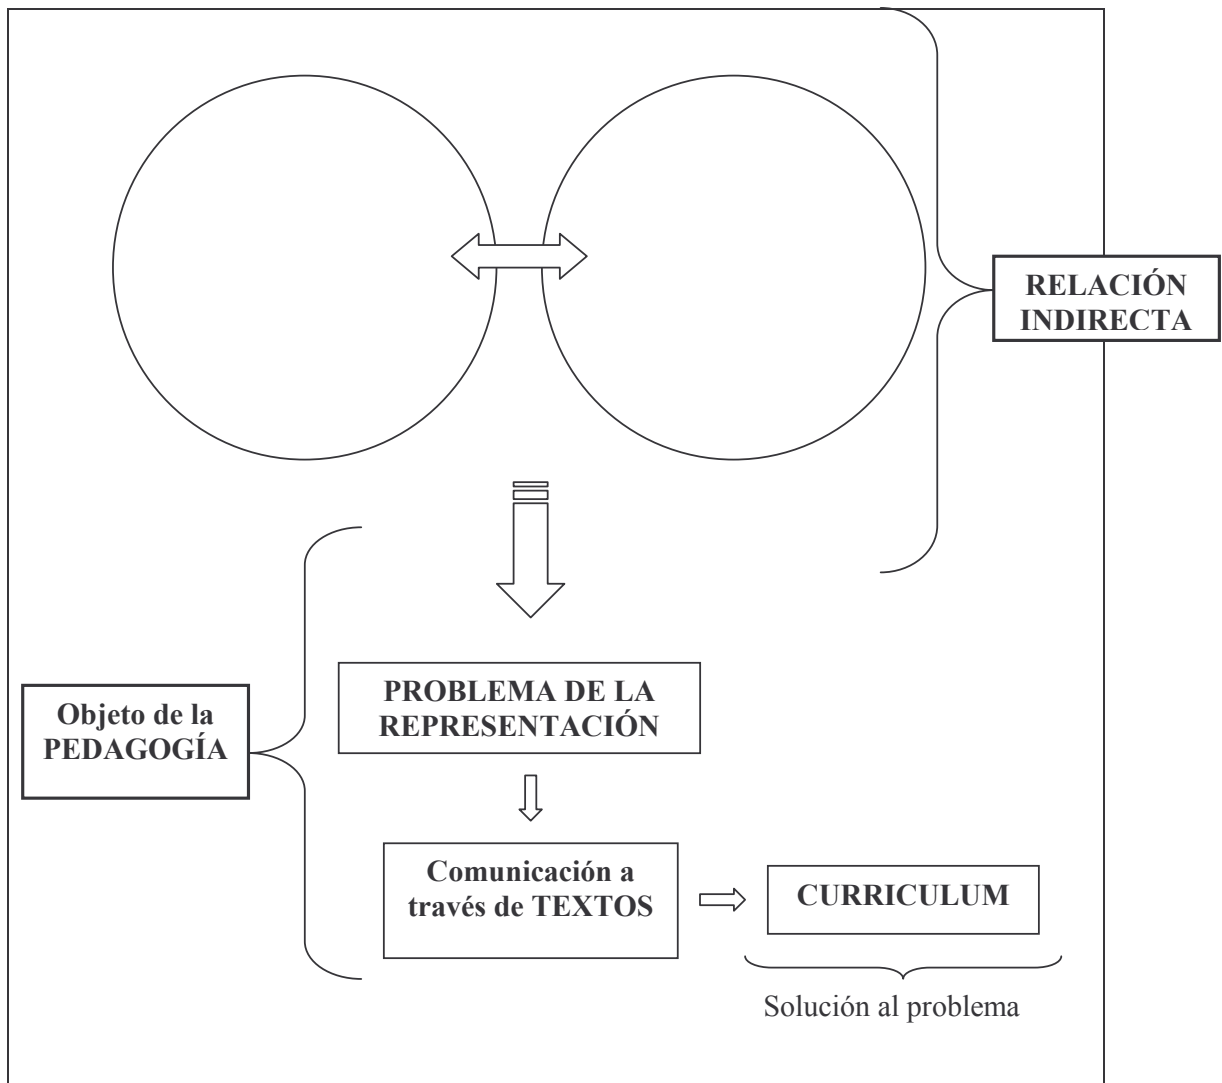 RELACIÓN
INDIRECTA
PROBLEMA DE LA
REPRESENTACIÓN
Objeto de la
PEDAGOGÍA
Comunicación a
través de TEXTOS
CURRICULUM
Solución al problema